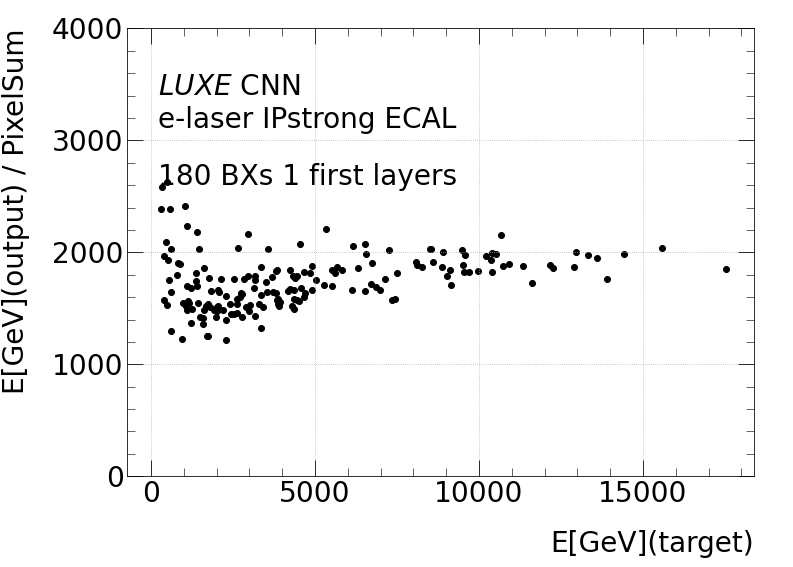 4000
LUXE CNN
e-laser IPstrong ECAL
3000
180 BXs 1 first layers
2000
1000
0
0 5000 10000 15000
E[GeV](output) / PixelSum
E[GeV](target)